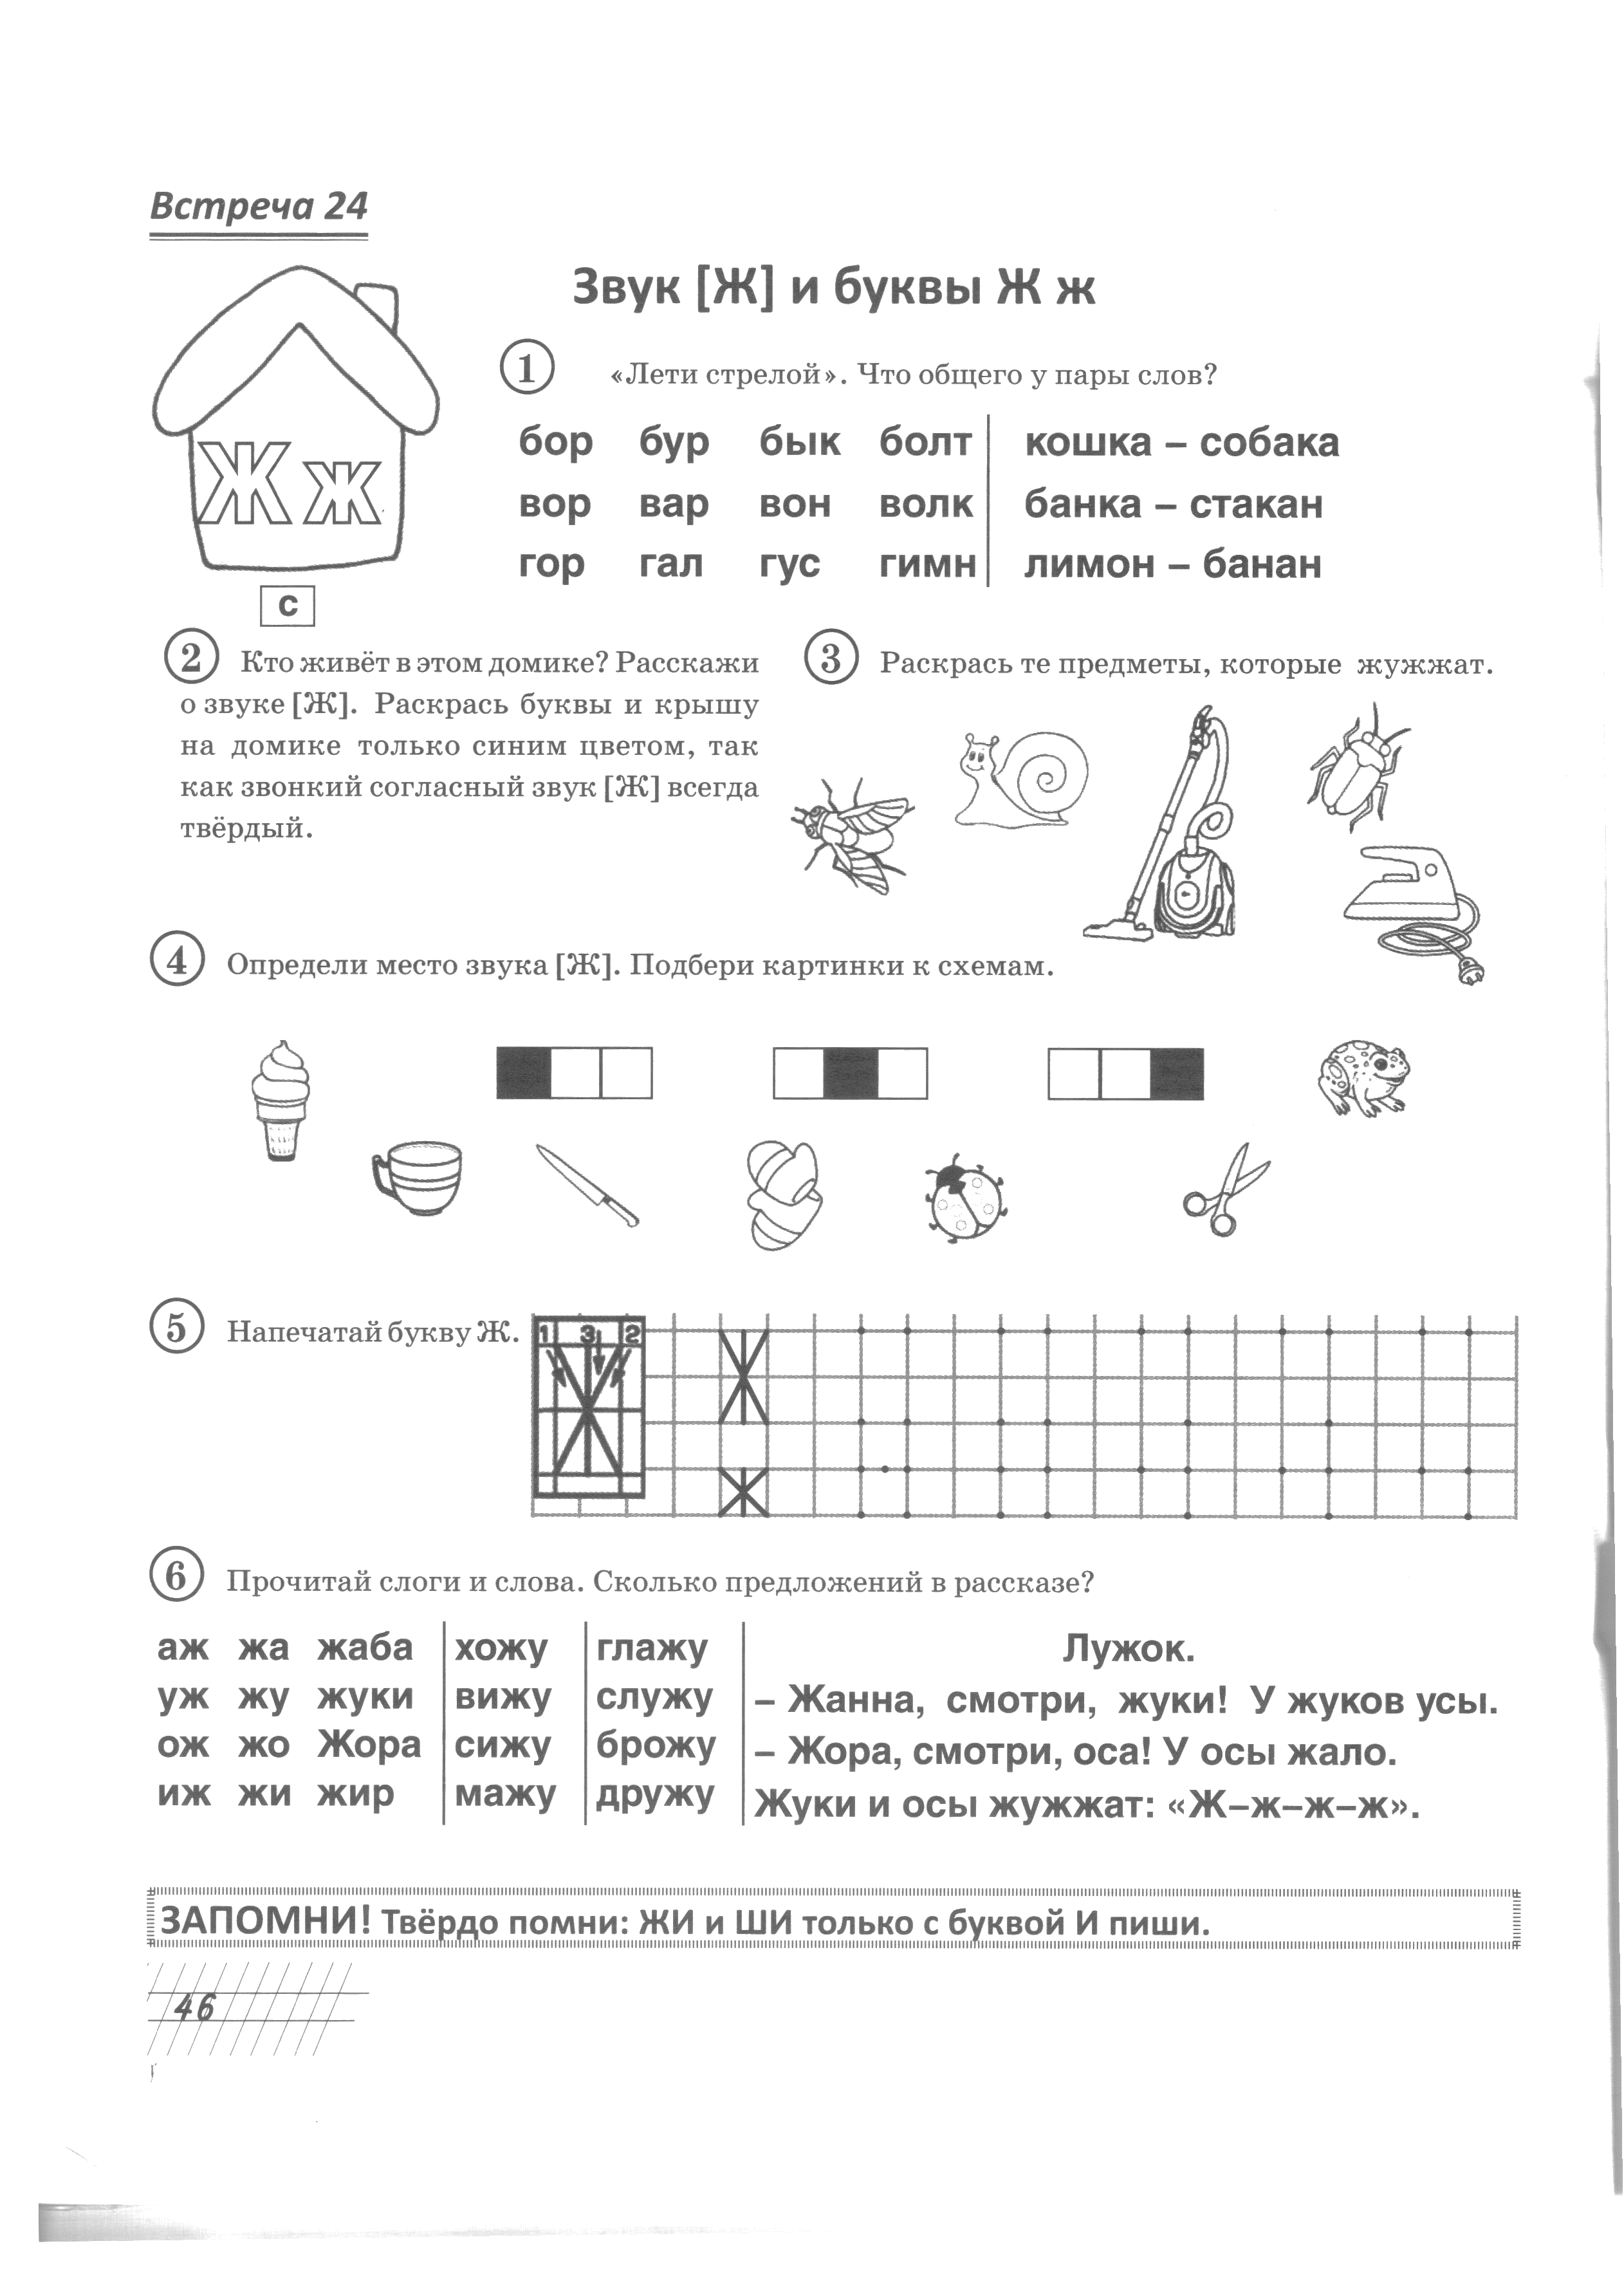 Встреча 24
Звук [Ж] и буквы Ж ж
Ж ж
с
1 «Лети стрелой». Что общего у пары слов?
бор бур бык болт кошка – собака
вор вар вон волк банка – стакан
гор гал гус гимн лимон – банан
2 Кто живёт в этом домике? Расскажи
о звуке [Ж]. Раскрась буквы и крышу
на домике только синим цветом, так
как звонкий согласный звук [Ж] всегда
твёрдый.
3 Раскрась те предметы, которые жужжат.
4 Определи место звука [Ж]. Подбери картинки к схемам.
5 Напечатай букву Ж.
1 3 2
Ж
ж
6 Прочитай слоги и слова. Сколько предложений в рассказе?
аж жа жаба хожу глажу
уж жу жуки вижу служу
ож жо Жора сижу брожу
иж жи жир мажу дружу
Лужок.
– Жанна, смотри, жуки! У жуков усы.
– Жора, смотри, оса! У осы жало.
Жуки и осы жужжат: «Ж–ж–ж–ж».
ЗАПОМНИ! Твёрдо помни: ЖИ и ШИ только с буквой И пиши.
46